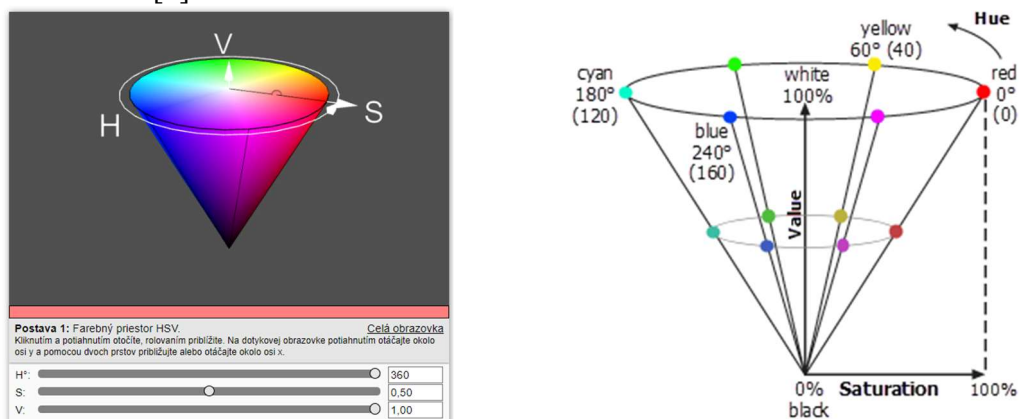 V
H
S
Postava 1: Farebný priestor HSV.
Celá obrazovka
Kliknutím a potiahnutím otočíte, rolovaním priblížite. Na dotykovej obrazovke potiahnutím otáčajte okolo
osi y a pomocou dvoch prstov približujte alebo otáčajte okolo osi x.
H°:
360
S:
0,50
V:
1,00
Hue
yellow
60° (40)
cyan
180°
(120)
white
100%
red
0°
(0)
blue
240°
(160)
Value
0%
black
Saturation
100%